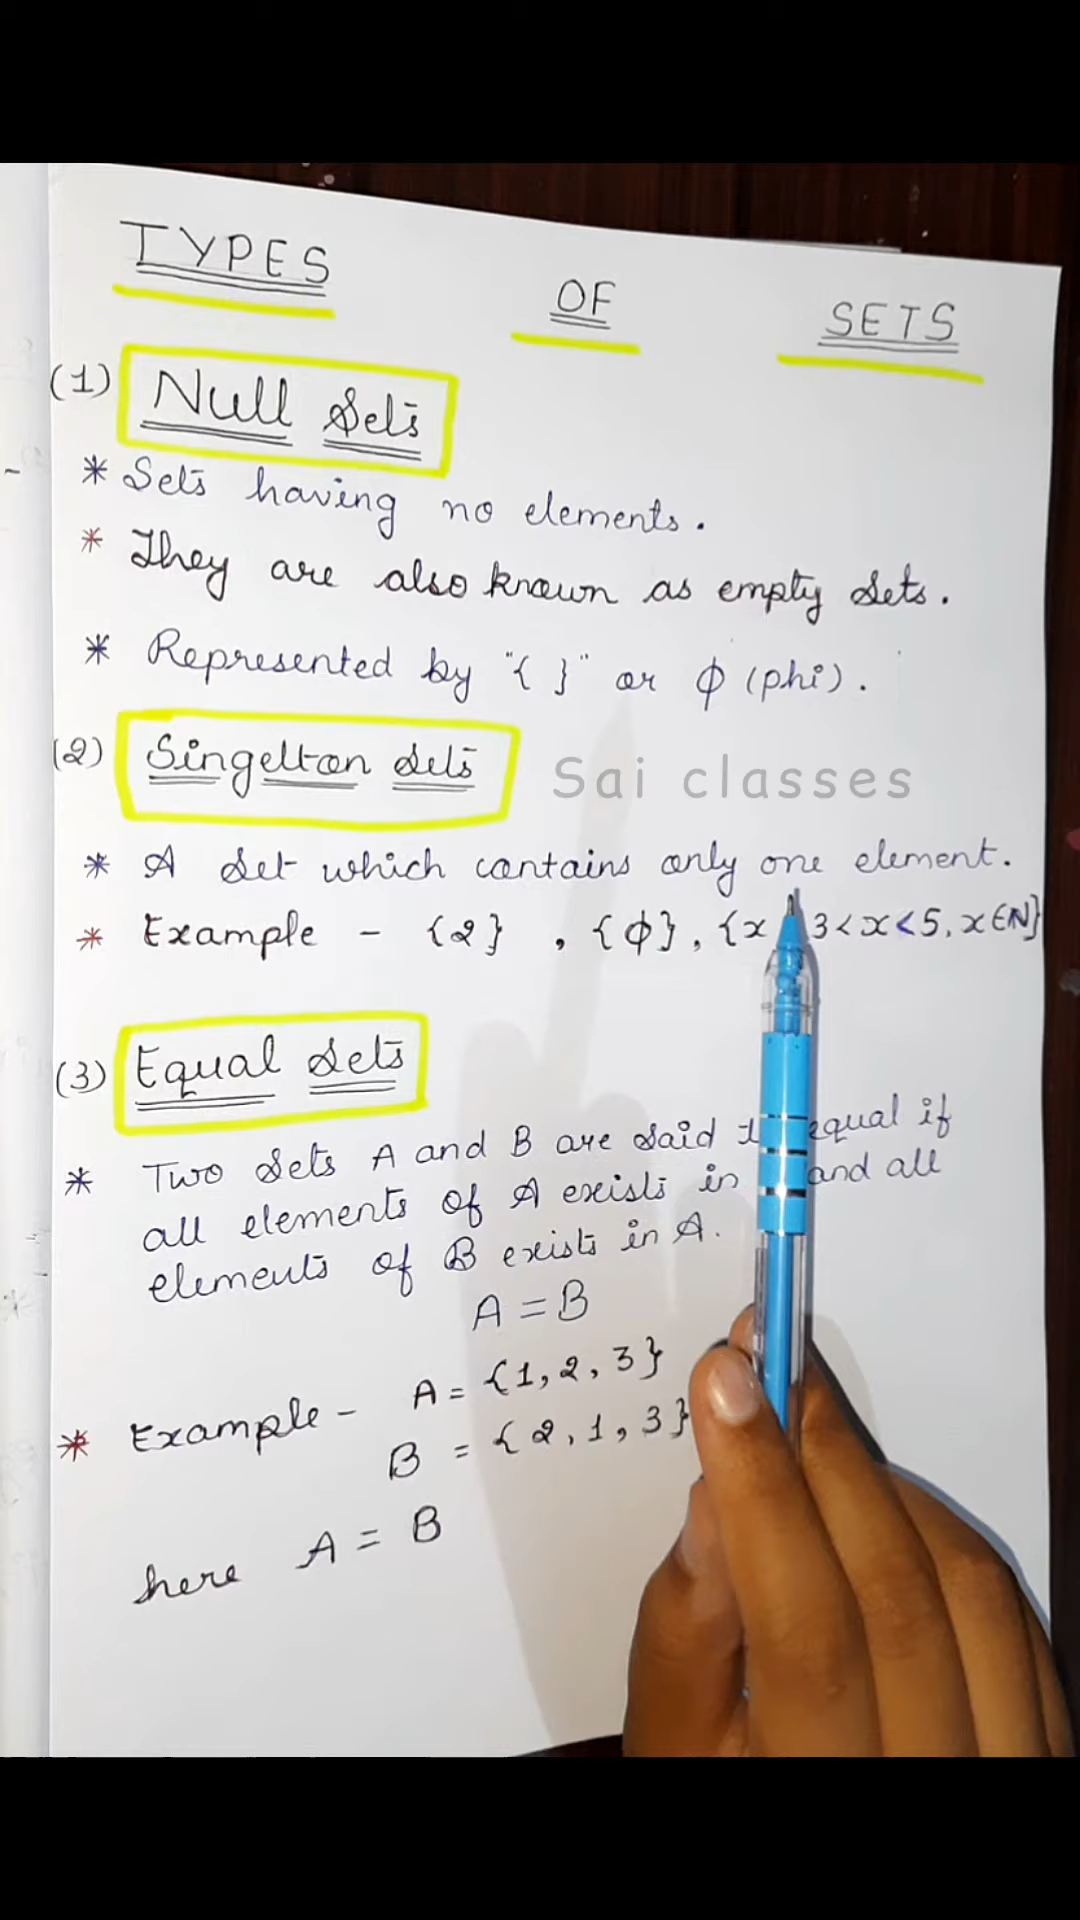 TYPES OF SETS
(1) Null Sets
* Sets having no elements.
* They are also known as empty sets.
* Represented by "{ }" or ϕ (phi).
(2) Singelton Sets
Sai classes
* A set which contains only one element.
* Example - {2} , {ϕ}, {x 3<x<5, x∈N}
(3) Equal Sets
* Two sets A and B are said equal if
all elements of A exists in and all
elements of B exists in A.
A = B
* Example - A = {1, 2, 3}
B = {2, 1, 3}
here A = B